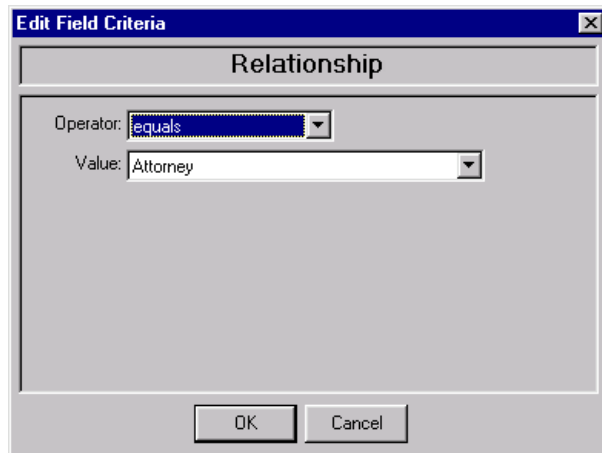 Edit Field Criteria
Relationship
Operator: equals
Value: Attorney
OK Cancel